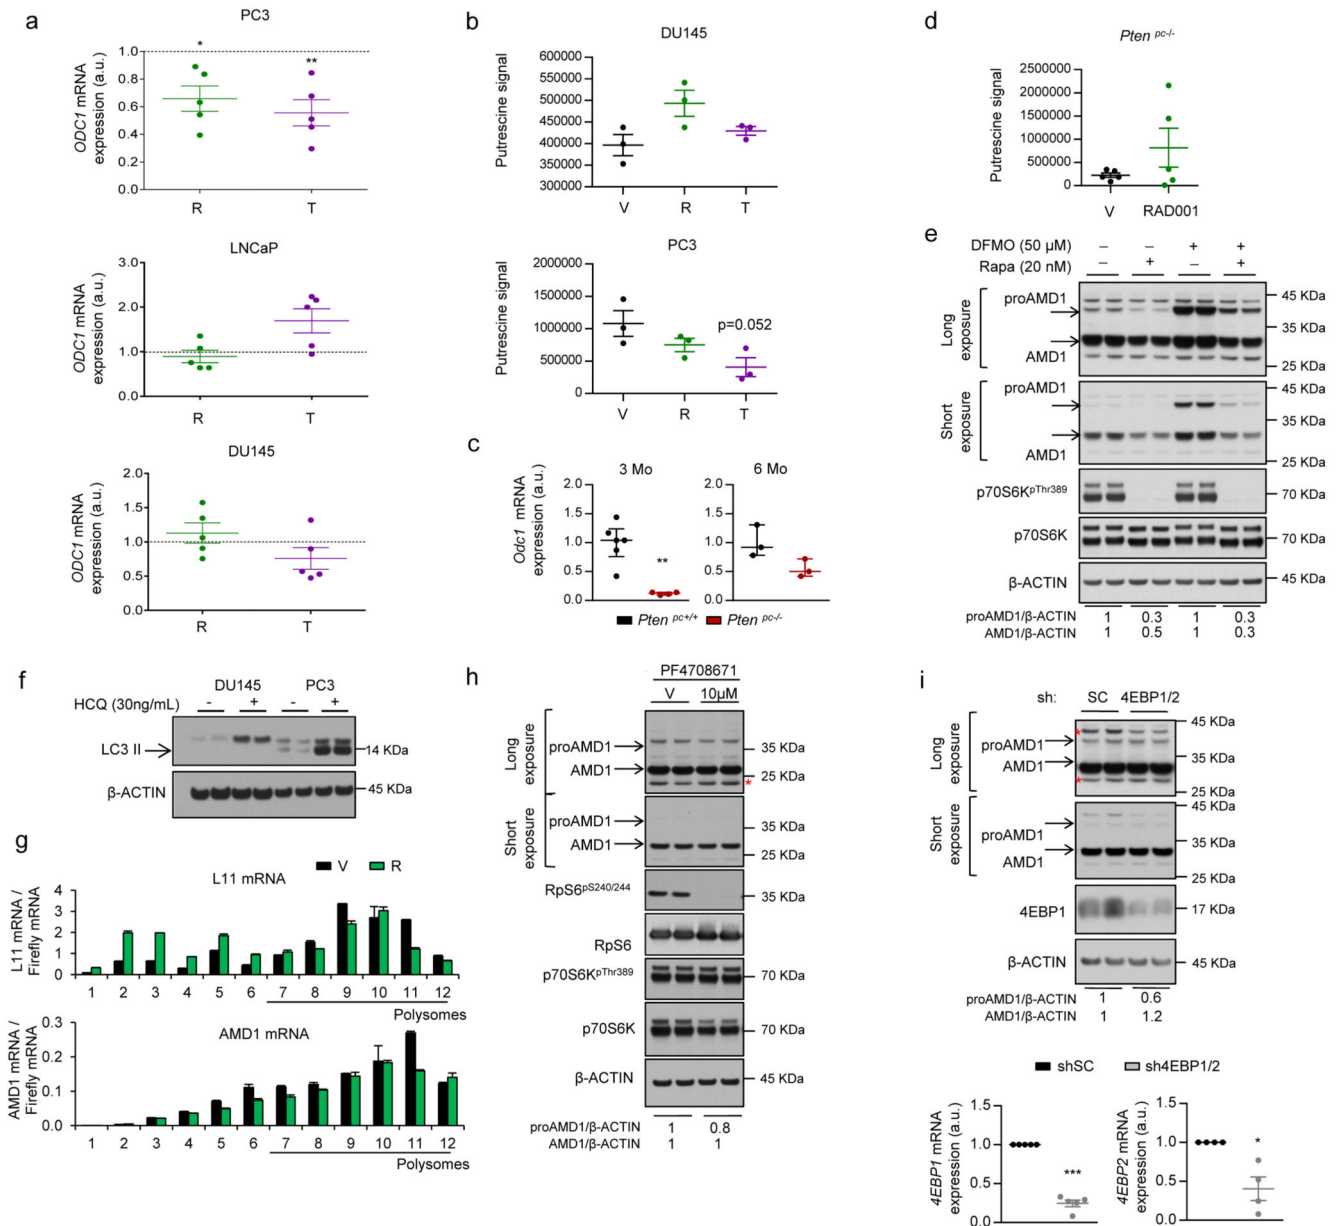 a
PC3
ODC1 mRNA
expression (a.u.)
1.0
0.8
0.6
0.4
0.2
0.0
*
**
R
T
LNCaP
ODC1 mRNA
expression (a.u.)
3.0
2.0
1.0
0.0
R
T
DU145
ODC1 mRNA
expression (a.u.)
2.0
1.5
1.0
0.5
0.0
R
T
b
DU145
Putrescine signal
600000
550000
500000
450000
400000
350000
300000
V
R
T
PC3
Putrescine signal
2000000
1500000
1000000
500000
0
p=0.052
V
R
T
c
3 Mo
6 Mo
Odc1 mRNA
expression (a.u.)
2.0
1.5
1.0
0.5
0.0
**
2.0
1.5
1.0
0.5
0.0
Pten pc+/+
Pten pc-/-
d
Pten pc-/-
Putrescine signal
2500000
2000000
1500000
1000000
500000
0
V
RAD001
e
DFMO (50 µM) – – + +
Rapa (20 nM) – + – +
Long
exposure
proAMD1
AMD1
45 KDa
35 KDa
25 KDa
Short
exposure
proAMD1
AMD1
45 KDa
35 KDa
25 KDa
p70S6KpThr389
70 KDa
p70S6K
70 KDa
β-ACTIN
45 KDa
proAMD1/β-ACTIN 1 0.3 1 0.3
AMD1/β-ACTIN 1 0.5 1 0.3
f
DU145 PC3
HCQ (30ng/mL) - + - +
LC3 II
14 KDa
β-ACTIN
45 KDa
g
V R
L11 mRNA
L11 mRNA /
Firefly mRNA
4
3
2
1
0
1 2 3 4 5 6 7 8 9 10 11 12
Polysomes
AMD1 mRNA
AMD1 mRNA /
Firefly mRNA
0.3
0.2
0.1
0.0
1 2 3 4 5 6 7 8 9 10 11 12
Polysomes
h
PF4708671
V 10µM
Long
exposure
proAMD1
AMD1
35 KDa
25 KDa
*
Short
exposure
proAMD1
AMD1
35 KDa
25 KDa
RpS6pS240/244
35 KDa
RpS6
p70S6KpThr389
70 KDa
p70S6K
70 KDa
β-ACTIN
45 KDa
proAMD1/β-ACTIN 1 0.8
AMD1/β-ACTIN 1 1
i
sh: SC 4EBP1/2
Long
exposure
*
proAMD1
AMD1
*
45 KDa
35 KDa
25 KDa
Short
exposure
proAMD1
AMD1
45 KDa
35 KDa
25 KDa
4EBP1
17 KDa
β-ACTIN
45 KDa
proAMD1/β-ACTIN 1 0.6
AMD1/β-ACTIN 1 1.2
shSC
sh4EBP1/2
4EBP1 mRNA
expression (a.u.)
1.5
1.0
0.5
0.0
***
4EBP2 mRNA
expression (a.u.)
1.5
1.0
0.5
0.0
*